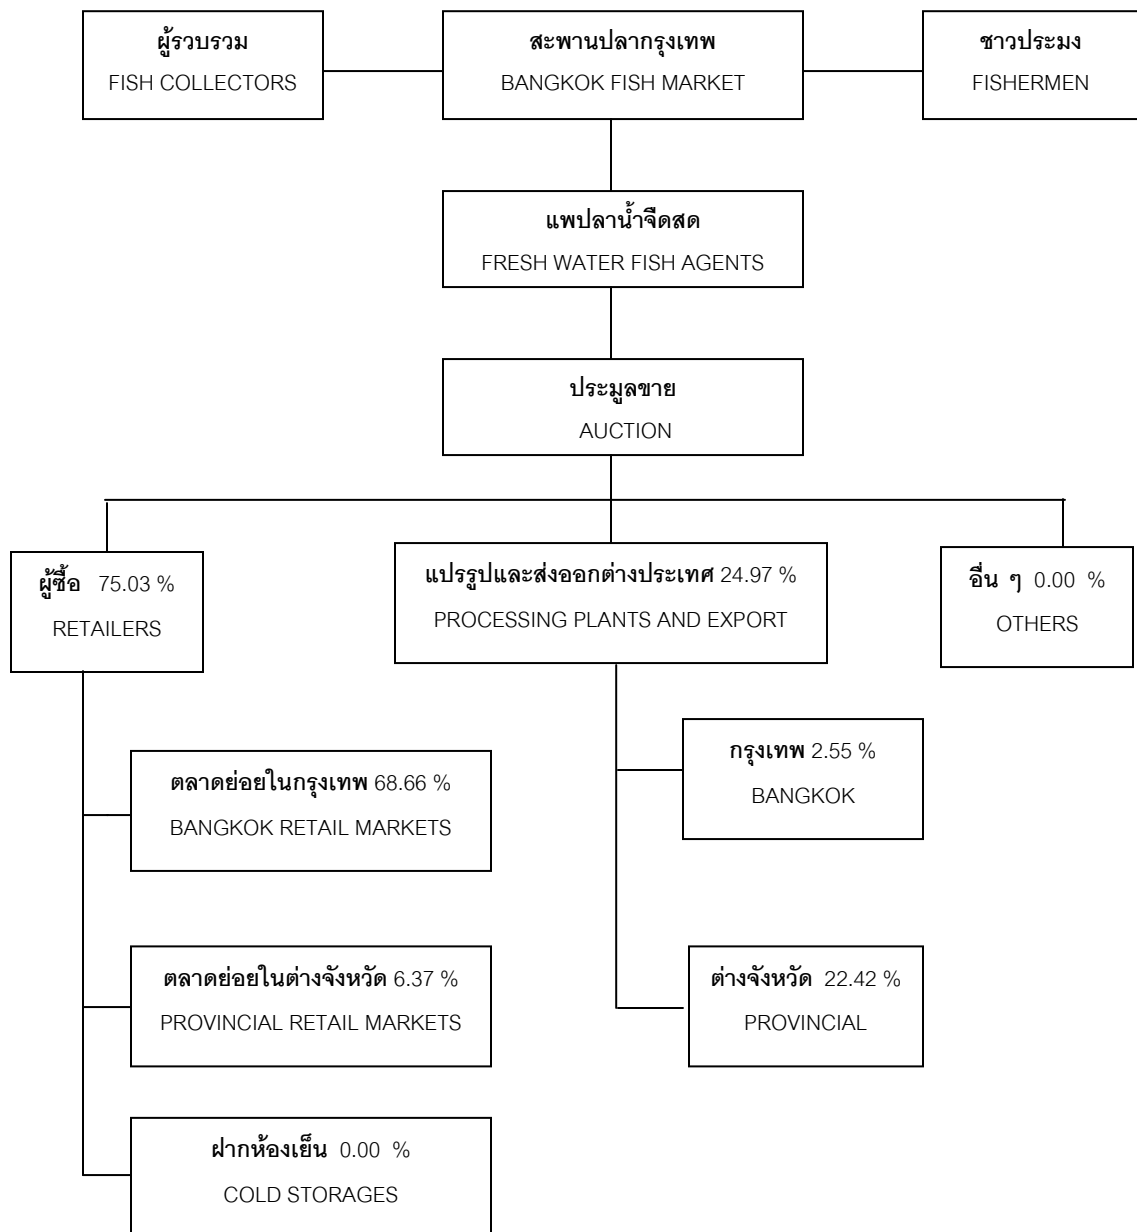 ผู้รวบรวม
FISH COLLECTORS
สะพานปลากรุงเทพ
BANGKOK FISH MARKET
ชาวประมง
FISHERMEN
แพปลาน้ำจืดสด
FRESH WATER FISH AGENTS
ประมูลขาย
AUCTION
ผู้ซื้อ 75.03 %
RETAILERS
แปรรูปและส่งออกต่างประเทศ 24.97 %
PROCESSING PLANTS AND EXPORT
อื่น ๆ 0.00 %
OTHERS
ตลาดย่อยในกรุงเทพ 68.66 %
BANGKOK RETAIL MARKETS
ตลาดย่อยในต่างจังหวัด 6.37 %
PROVINCIAL RETAIL MARKETS
ฝากห้องเย็น 0.00 %
COLD STORAGES
กรุงเทพ 2.55 %
BANGKOK
ต่างจังหวัด 22.42 %
PROVINCIAL